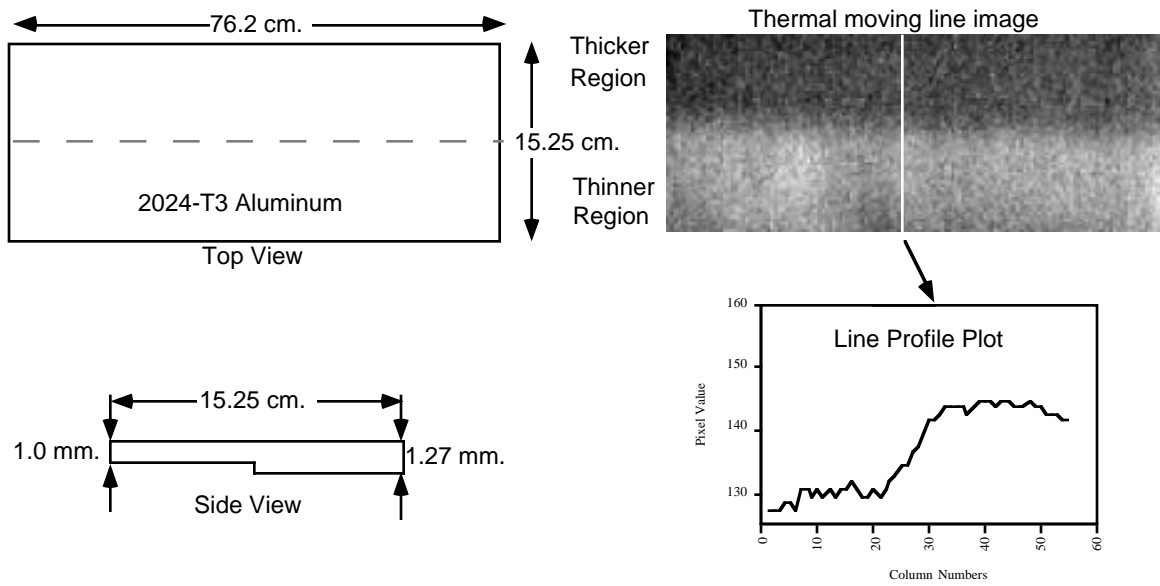 76.2 cm.
Thicker
Region
15.25 cm.
Thinner
Region
2024-T3 Aluminum
Top View
Thermal moving line image
15.25 cm.
1.0 mm.
1.27 mm.
Side View
Line Profile Plot
Pixel Value
160
150
140
130
0
10
20
30
40
50
60
Column Numbers